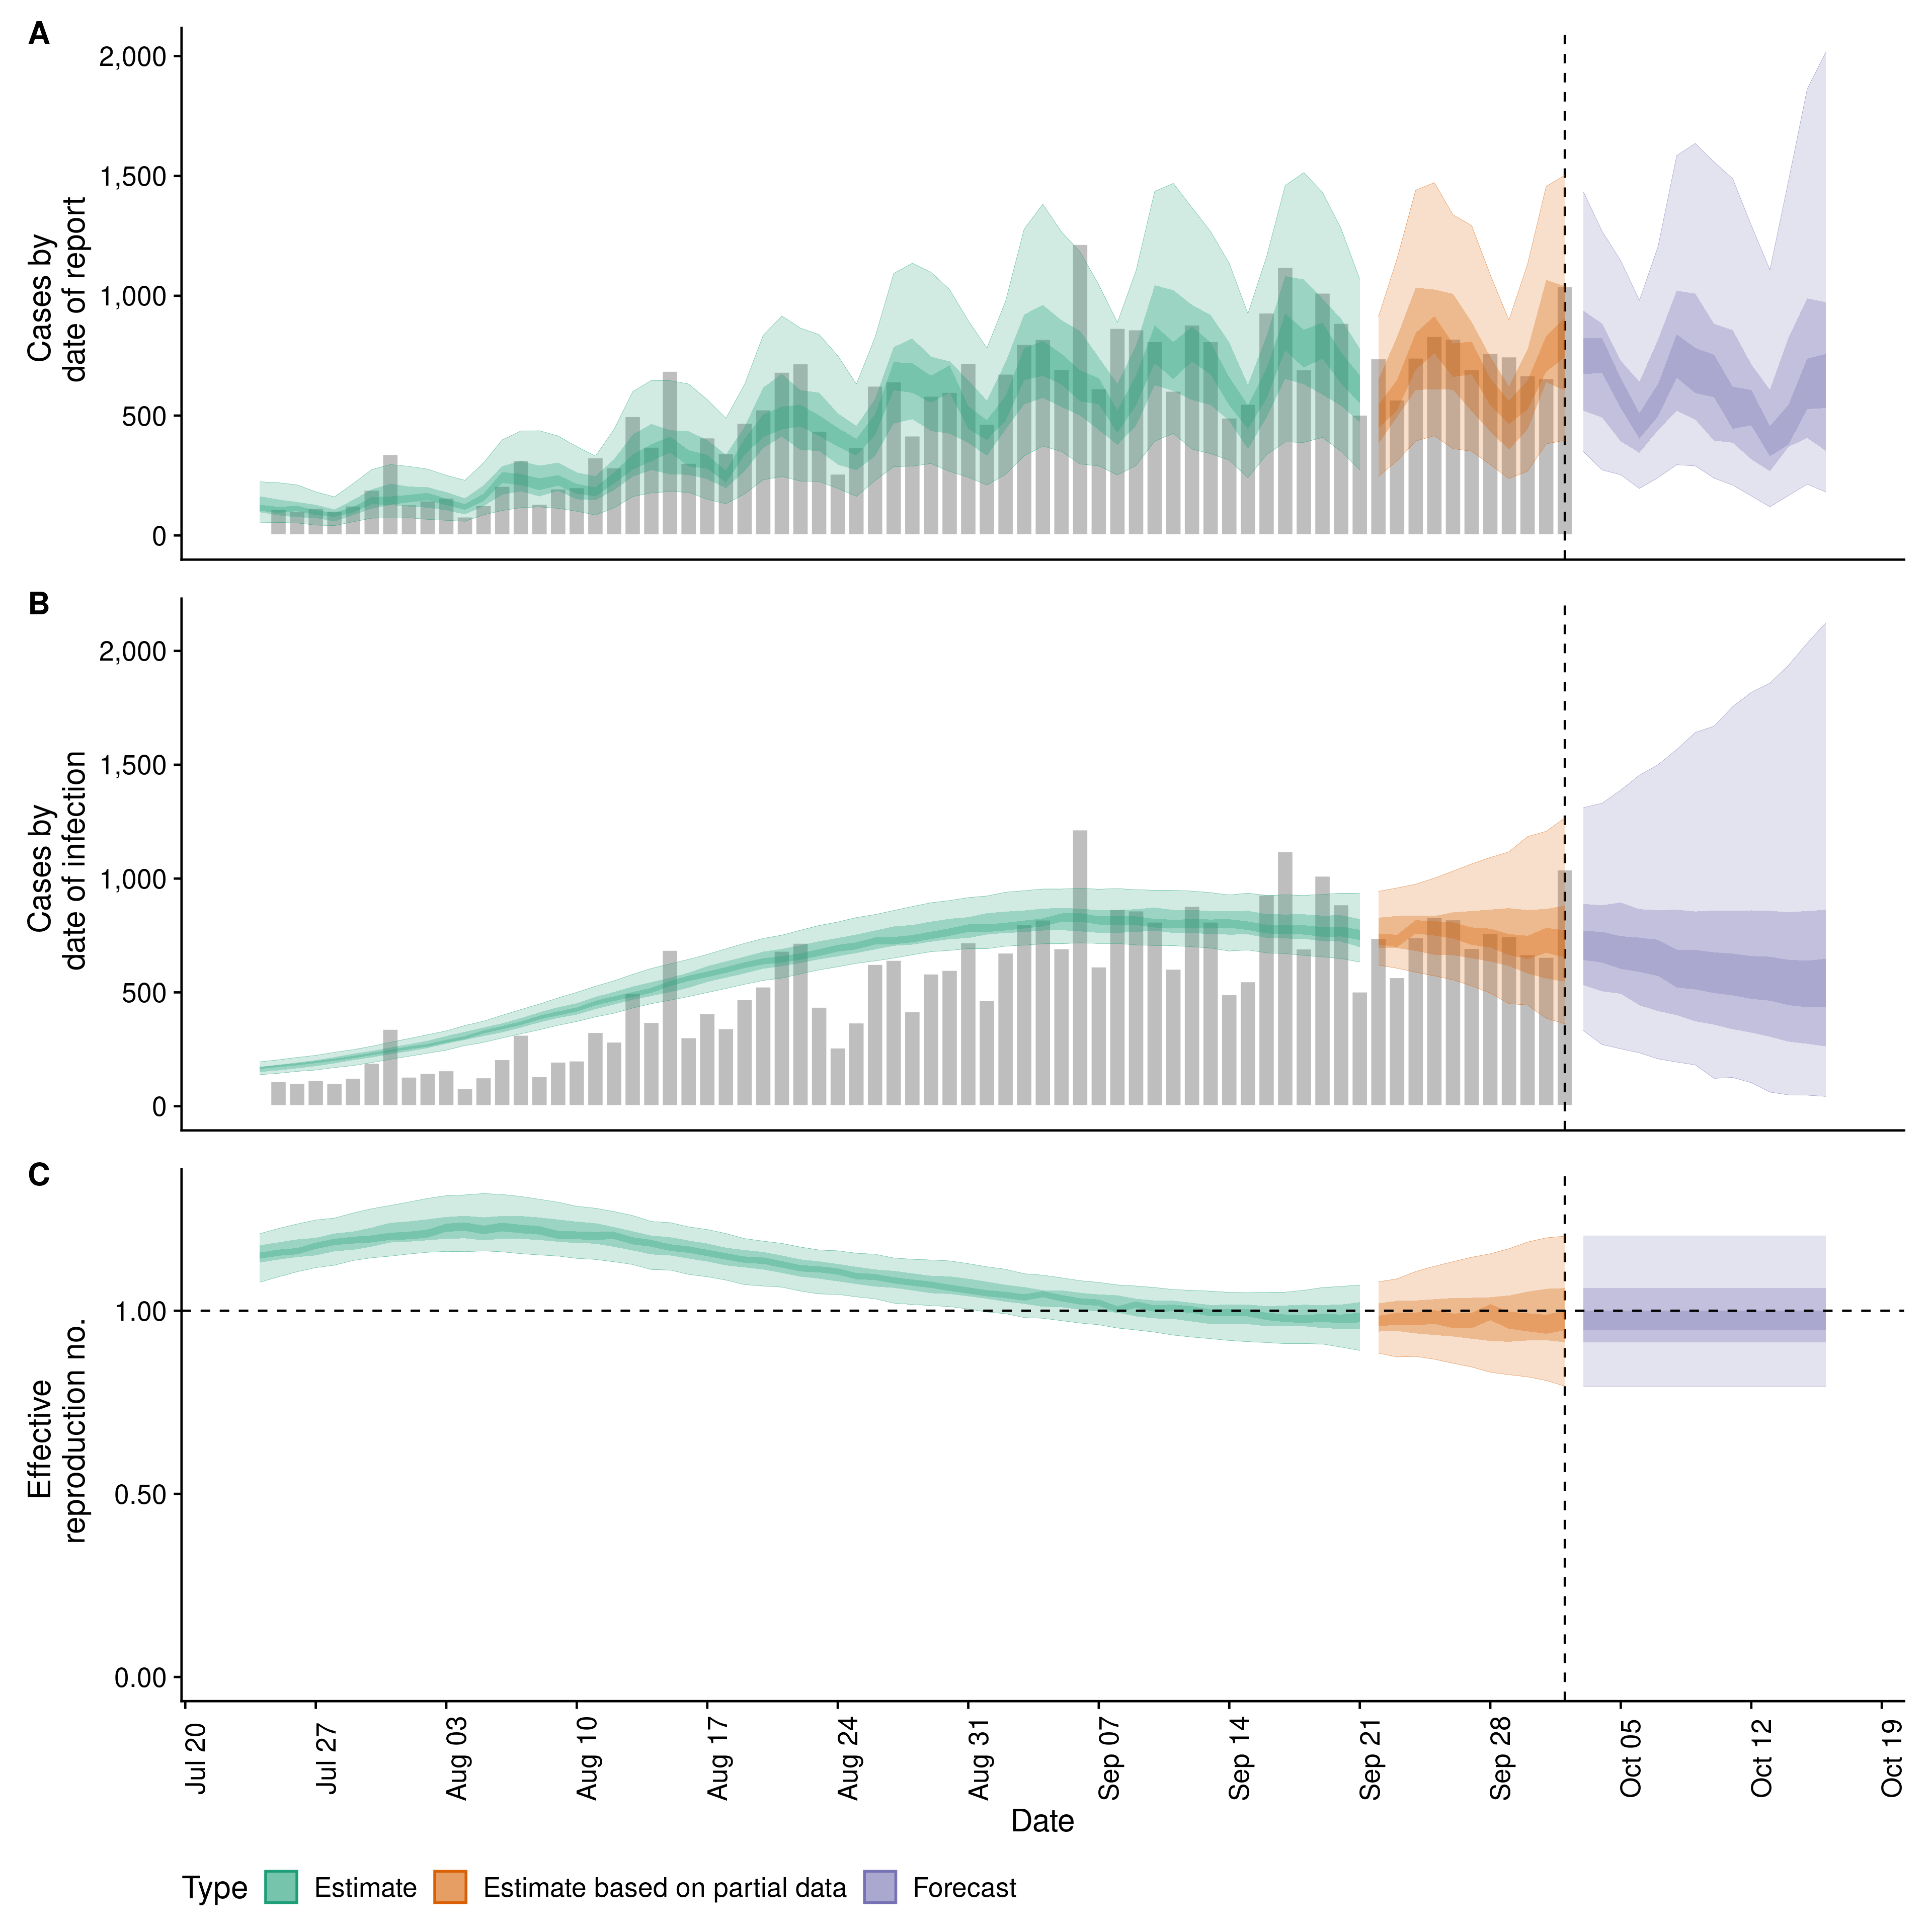 A
Cases by
date of report
2,000
1,500
1,000
500
0
B
Cases by
date of infection
2,000
1,500
1,000
500
0
C
Effective
reproduction no.
1.00
0.50
0.00
Jul 20
Jul 27
Aug 03
Aug 10
Aug 17
Aug 24
Aug 31
Sep 07
Sep 14
Sep 21
Sep 28
Oct 05
Oct 12
Oct 19
Date
Type Estimate Estimate based on partial data Forecast